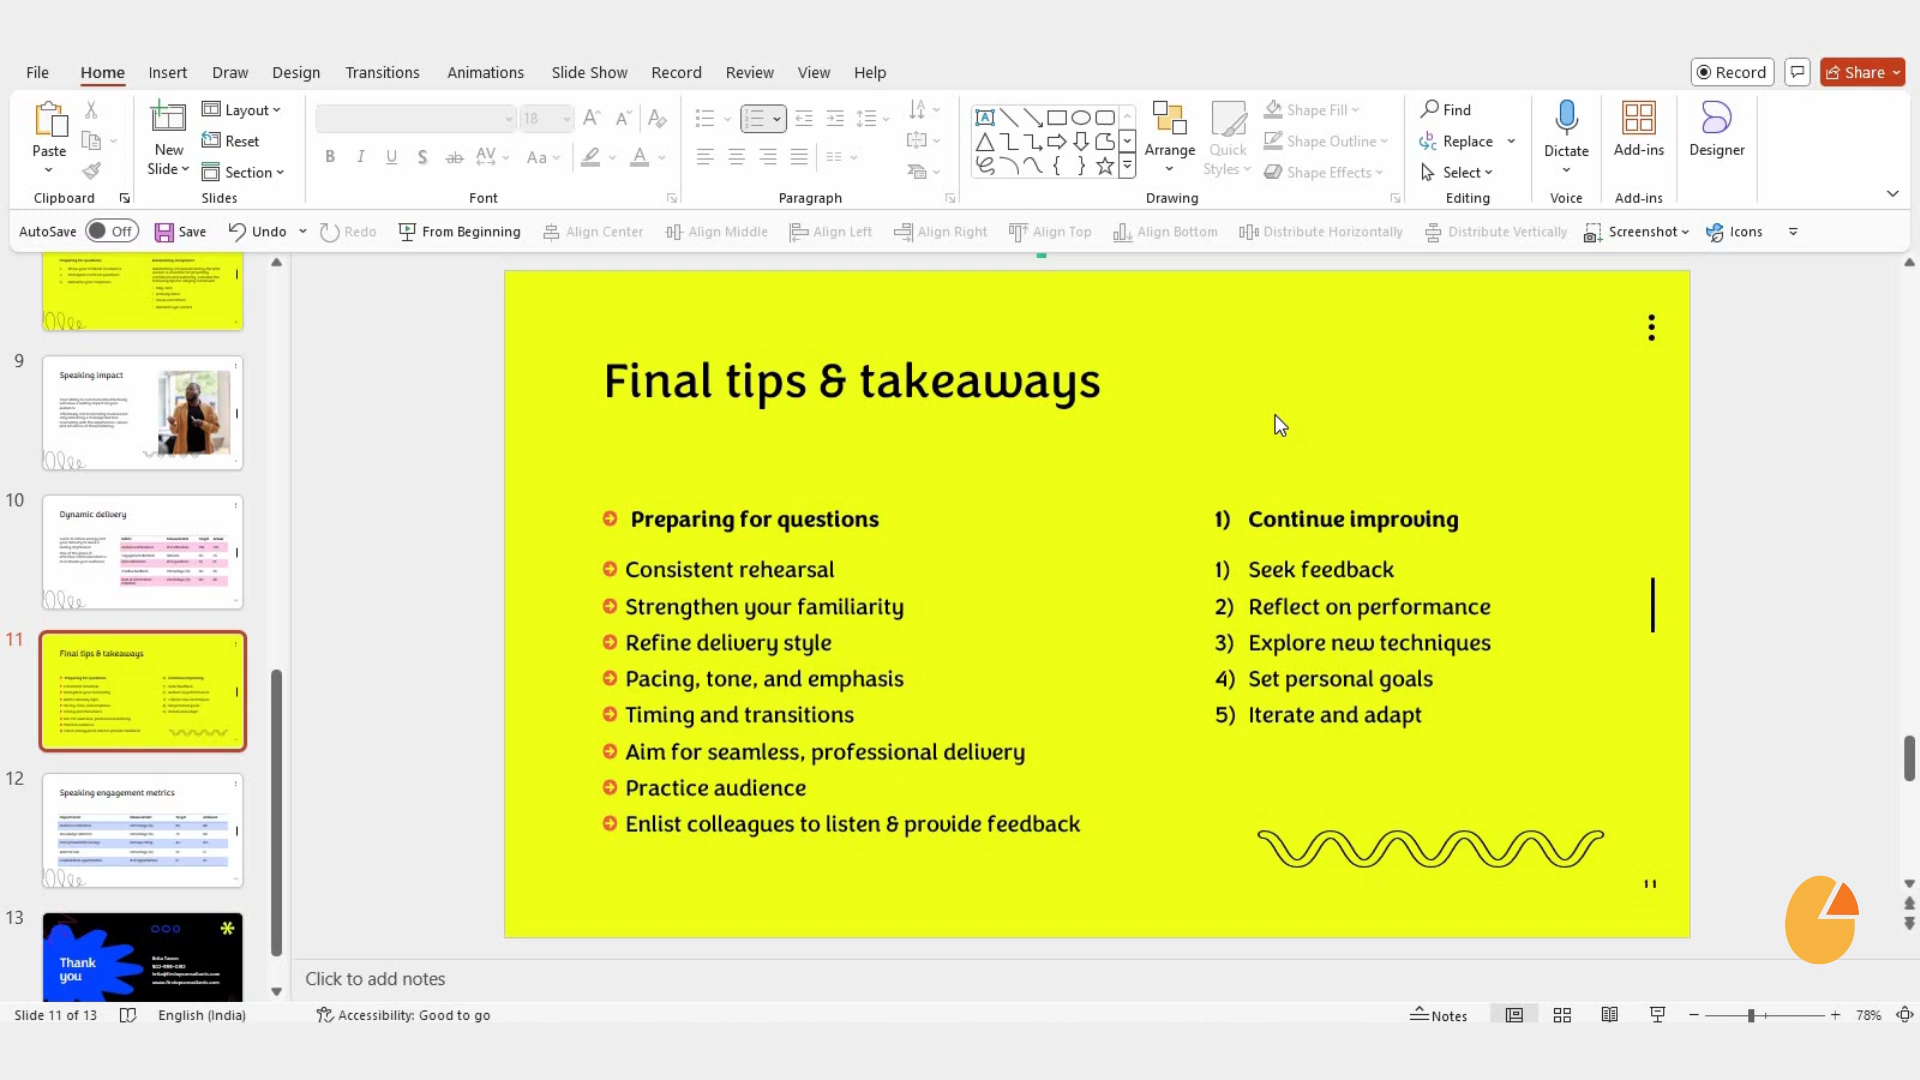 File Home Insert Draw Design Transitions Animations Slide Show Record Review View Help
Record Share
Paste
Clipboard
New Slide
Layout
Reset
Section
Slides
18
B I U S ab AV Aa A
Font
Paragraph
Arrange
Quick Styles
Shape Fill
Shape Outline
Shape Effects
Drawing
Find
Replace
Select
Editing
Dictate
Voice
Add-ins
Add-ins
Designer
AutoSave Off Save Undo Redo From Beginning Align Center Align Middle Align Left Align Right Align Top Align Bottom Distribute Horizontally Distribute Vertically Screenshot Icons
9
Speaking impact
10
Dynamic delivery
11
Final tips & takeaways
12
Speaking engagement metrics
13
Thank you
Final tips & takeaways
Preparing for questions
Consistent rehearsal
Strengthen your familiarity
Refine delivery style
Pacing, tone, and emphasis
Timing and transitions
Aim for seamless, professional delivery
Practice audience
Enlist colleagues to listen & provide feedback
1) Continue improving
1) Seek feedback
2) Reflect on performance
3) Explore new techniques
4) Set personal goals
5) Iterate and adapt
11
Click to add notes
Slide 11 of 13 English (India) Accessibility: Good to go Notes 78%